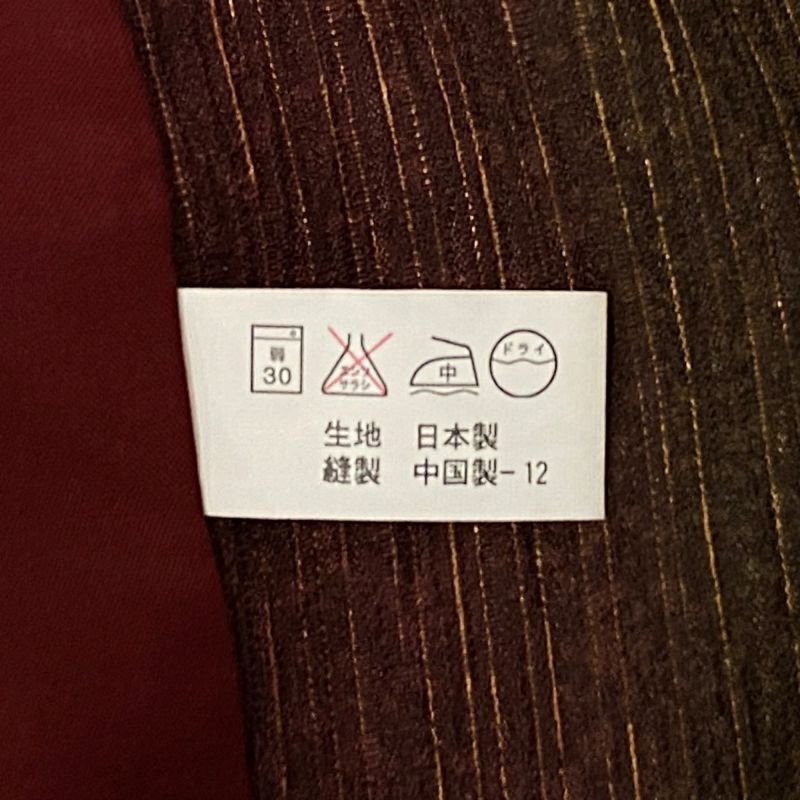 弱
30
エンソ
サラシ
中
ドライ
生地 日本製
縫製 中国製-12